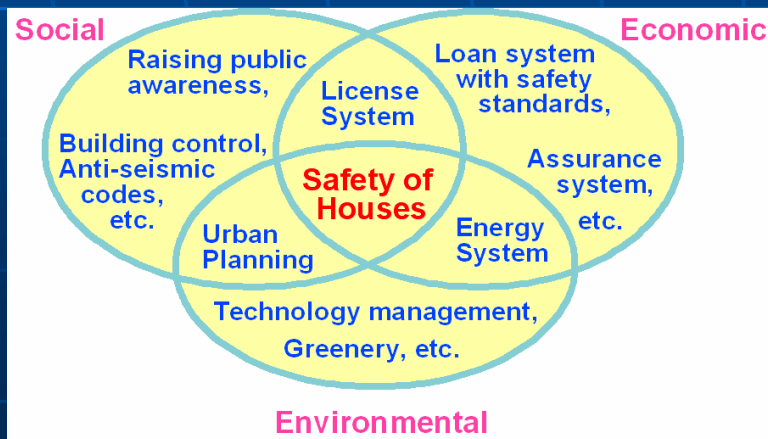 Social
Economic
Raising public
awareness,
License
System
Loan system
with safety
standards,
Building control,
Anti-seismic
codes,
etc.
Safety of
Houses
Assurance
system,
etc.
Urban
Planning
Energy
System
Technology management,
Greenery, etc.
Environmental